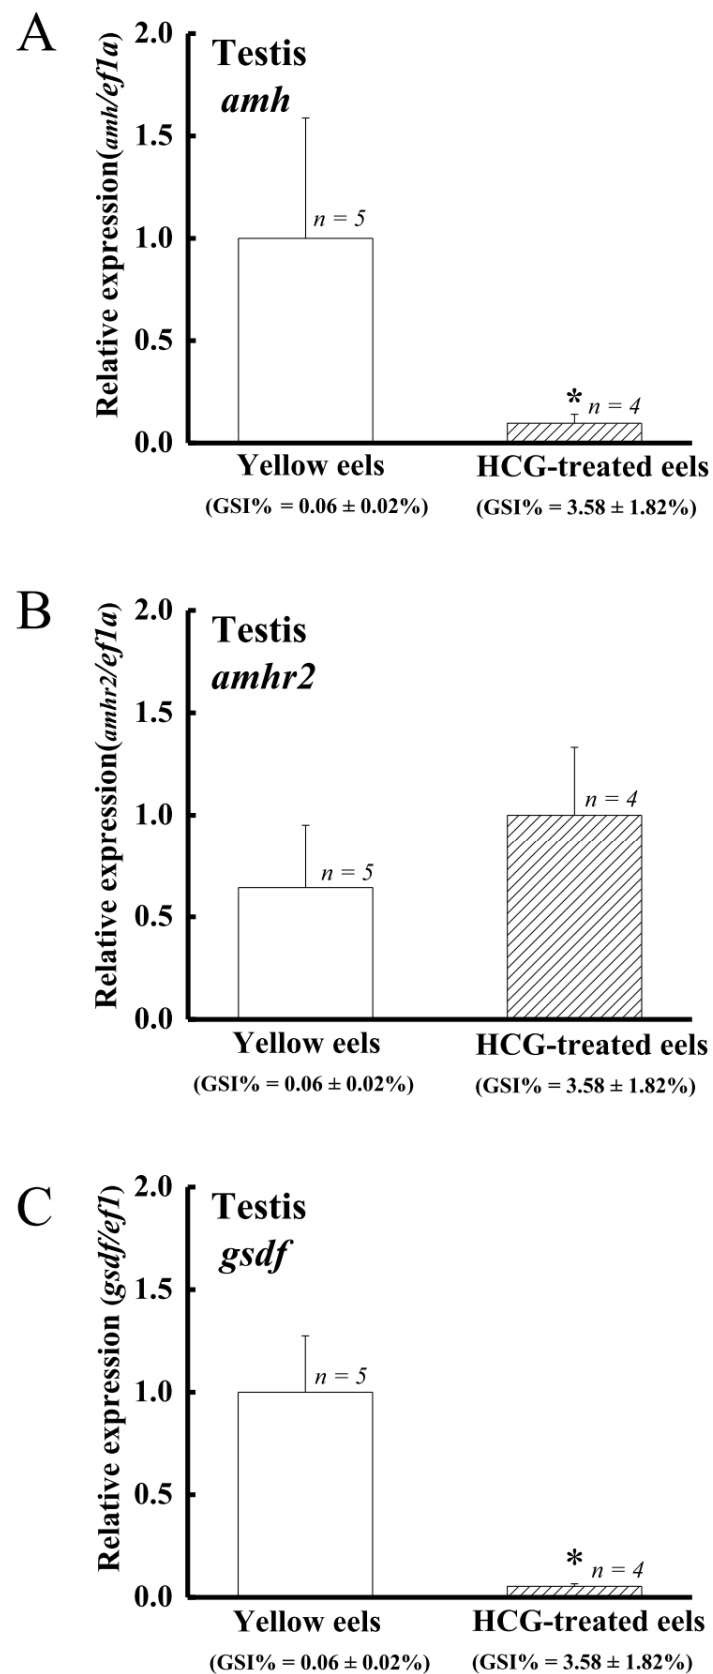 A
Relative expression(amh/ef1a)
2.0
1.5
1.0
0.5
0.0
Testis
amh
n = 5
* n = 4
Yellow eels
HCG-treated eels
(GSI% = 0.06 ± 0.02%)
(GSI% = 3.58 ± 1.82%)
B
Relative expression(amhr2/ef1a)
2.0
1.5
1.0
0.5
0.0
Testis
amhr2
n = 5
n = 4
Yellow eels
HCG-treated eels
(GSI% = 0.06 ± 0.02%)
(GSI% = 3.58 ± 1.82%)
C
Relative expression (gsdf/ef1)
2.0
1.5
1.0
0.5
0.0
Testis
gsdf
n = 5
* n = 4
Yellow eels
HCG-treated eels
(GSI% = 0.06 ± 0.02%)
(GSI% = 3.58 ± 1.82%)